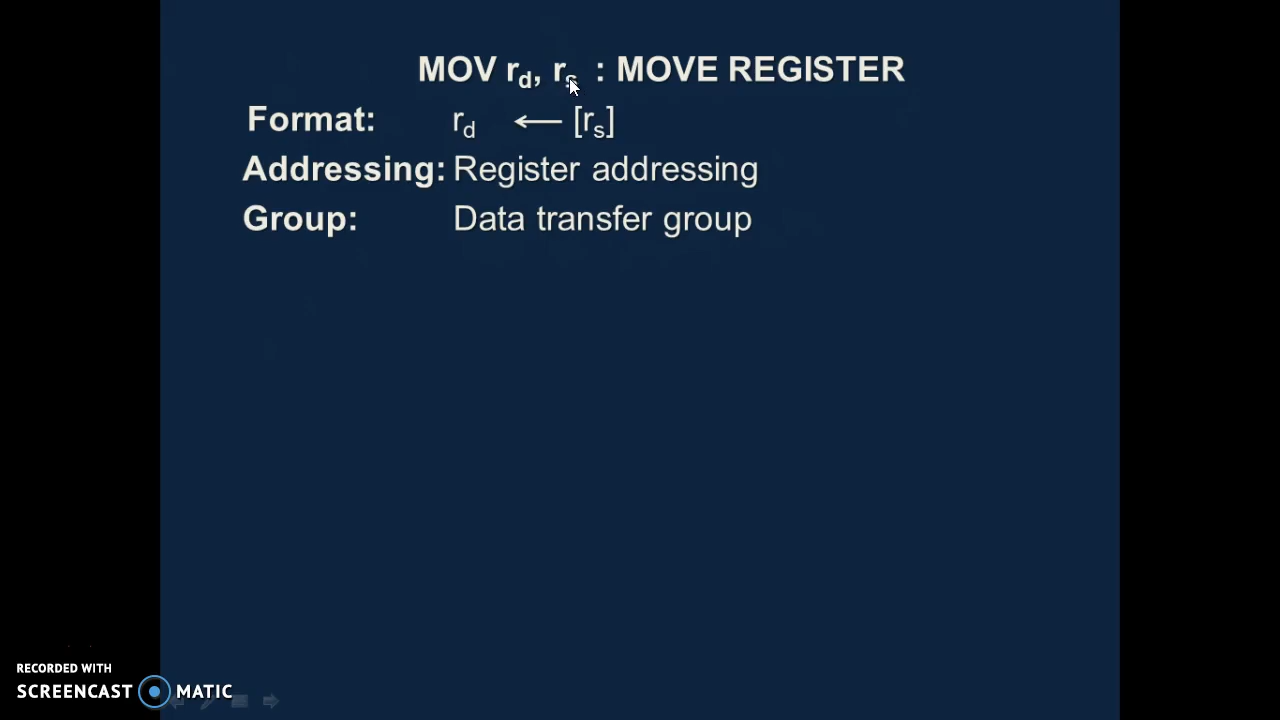 MOV rd, rs : MOVE REGISTER
Format: rd ← [rs]
Addressing: Register addressing
Group: Data transfer group
RECORDED WITH
SCREENCAST MATIC